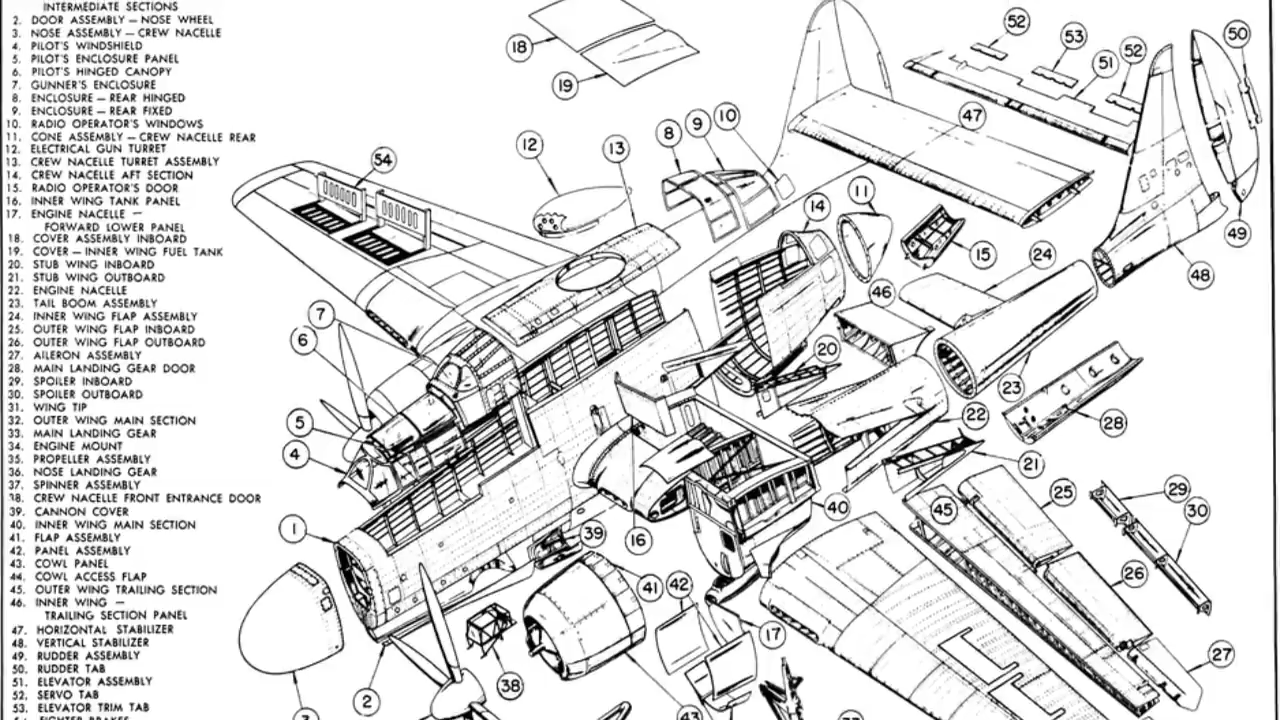 INTERMEDIATE SECTIONS
2. DOOR ASSEMBLY — NOSE WHEEL
3. NOSE ASSEMBLY — CREW NACELLE
4. PILOT'S WINDSHIELD
5. PILOT'S ENCLOSURE PANEL
6. PILOT'S HINGED CANOPY
7. GUNNER'S ENCLOSURE
8. ENCLOSURE — REAR HINGED
9. ENCLOSURE — REAR FIXED
10. RADIO OPERATOR'S WINDOWS
11. CONE ASSEMBLY — CREW NACELLE REAR
12. ELECTRICAL GUN TURRET
13. CREW NACELLE TURRET ASSEMBLY
14. CREW NACELLE AFT SECTION
15. RADIO OPERATOR'S DOOR
16. INNER WING TANK PANEL
17. ENGINE NACELLE —
FORWARD LOWER PANEL
18. COVER ASSEMBLY INBOARD
19. COVER — INNER WING FUEL TANK
20. STUB WING INBOARD
21. STUB WING OUTBOARD
22. ENGINE NACELLE
23. TAIL BOOM ASSEMBLY
24. INNER WING FLAP ASSEMBLY
25. OUTER WING FLAP INBOARD
26. OUTER WING FLAP OUTBOARD
27. AILERON ASSEMBLY
28. MAIN LANDING GEAR DOOR
29. SPOILER INBOARD
30. SPOILER OUTBOARD
31. WING TIP
32. OUTER WING MAIN SECTION
33. MAIN LANDING GEAR
34. ENGINE MOUNT
35. PROPELLER ASSEMBLY
36. NOSE LANDING GEAR
37. SPINNER ASSEMBLY
38. CREW NACELLE FRONT ENTRANCE DOOR
39. CANNON COVER
40. INNER WING MAIN SECTION
41. FLAP ASSEMBLY
42. PANEL ASSEMBLY
43. COWL PANEL
44. COWL ACCESS FLAP
45. OUTER WING TRAILING SECTION
46. INNER WING —
TRAILING SECTION PANEL
47. HORIZONTAL STABILIZER
48. VERTICAL STABILIZER
49. RUDDER ASSEMBLY
50. RUDDER TAB
51. ELEVATOR ASSEMBLY
52. SERVO TAB
53. ELEVATOR TRIM TAB
54. FIGHTER BRAKES
18
19
52
53
51
52
50
47
54
12
13
8
9
10
14
11
15
24
49
48
7
6
46
20
23
5
4
22
28
21
1
39
16
40
45
25
29
30
41
42
26
17
27
38
2
3
43